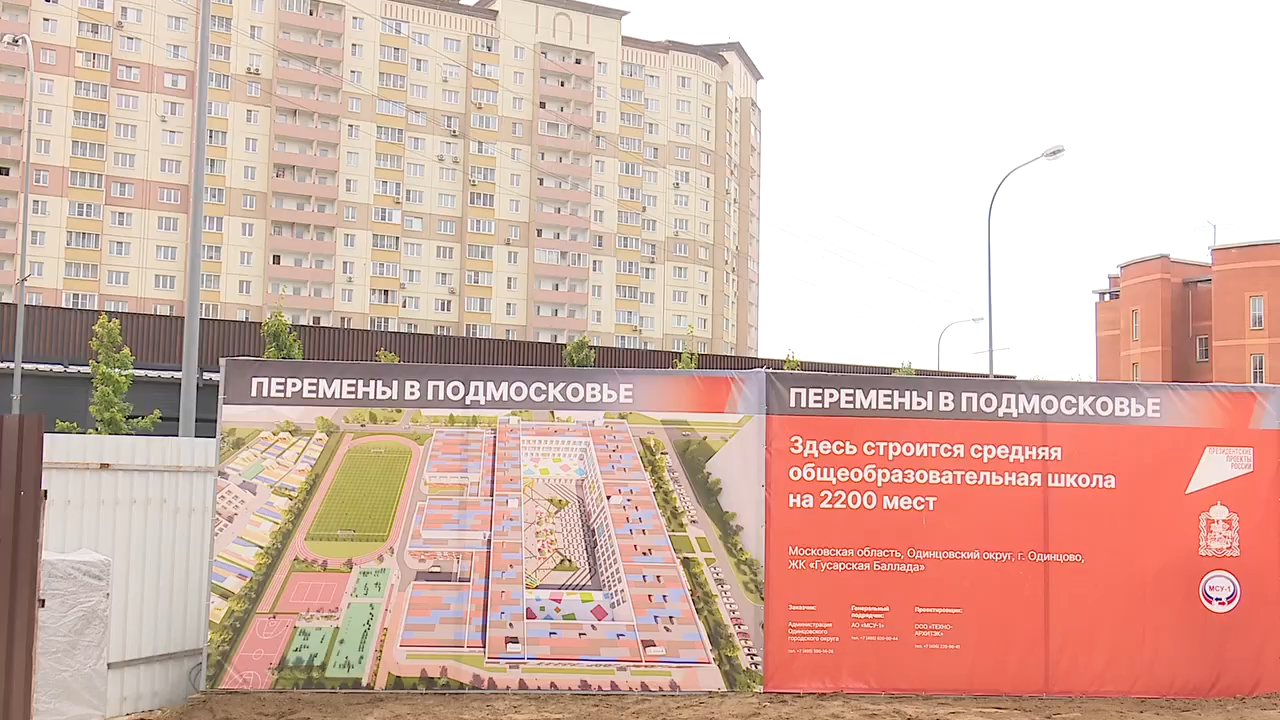 ПЕРЕМЕНЫ В ПОДМОСКОВЬЕ
ПЕРЕМЕНЫ В ПОДМОСКОВЬЕ
Здесь строится средняя
общеобразовательная школа
на 2200 мест
ПРЕЗИДЕНТСКИЕ
ПРОЕКТЫ
РОССИИ
Московская область, Одинцовский округ, г. Одинцово,
ЖК «Гусарская Баллада»
МСУ-1
Заказчик:
Администрация
Одинцовского
городского округа
Генеральный
подрядчик:
АО «МСУ-1»
Проектировщик:
ООО «ТЕХНО-
АРХИТЭК»